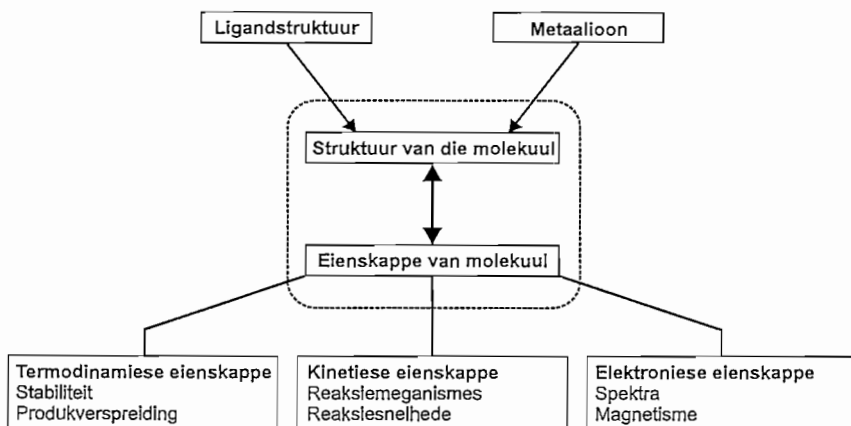 Ligandstruktuur
Metaalioon
Struktuur van die molekuul
Eienskappe van molekuul
Termodinamiese eienskappe
Stabiliteit
Produkverspreiding
Kinetiese eienskappe
Reaksiemeganismes
Reaksiesnelhede
Elektroniese eienskappe
Spektra
Magnetisme